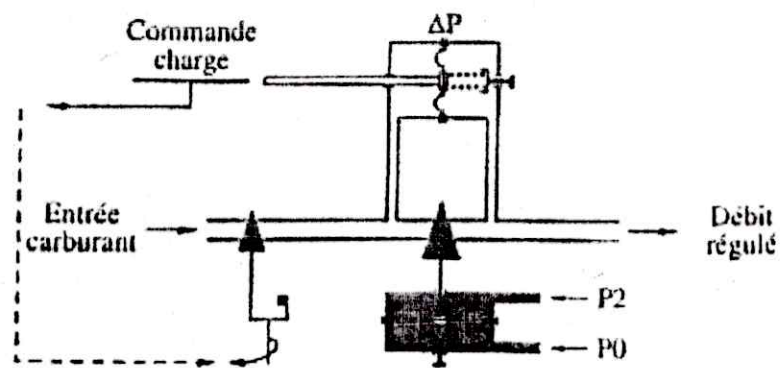 Commande
charge
ΔP
Entrée
carburant
Débit
régulé
P2
P0